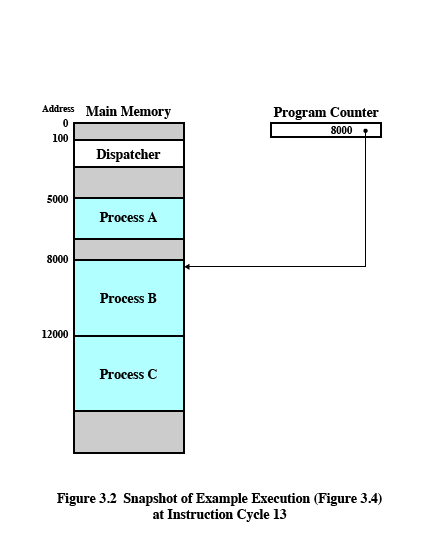 Address
Main Memory
Program Counter
0
8000
100
Dispatcher
5000
Process A
8000
Process B
12000
Process C
Figure 3.2 Snapshot of Example Execution (Figure 3.4)
at Instruction Cycle 13